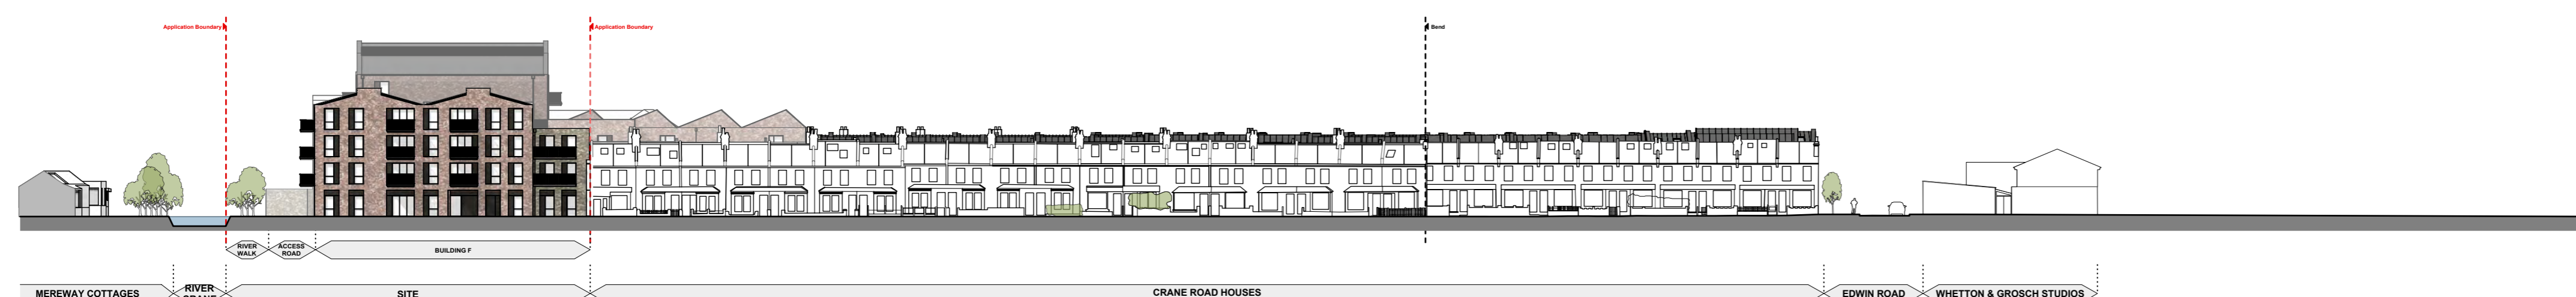 Application Boundary
Application Boundary
Bend
RIVER
WALK
ACCESS
ROAD
BUILDING F
MEREWAY COTTAGES
RIVER
CRANE
SITE
CRANE ROAD HOUSES
EDWIN ROAD
WHETTON & GROSCH STUDIOS